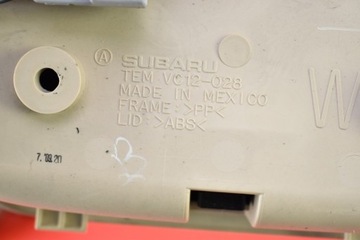 Ⓐ SUBARU
TEM VC12-028
MADE IN MEXICO
FRAME: >PP<
LID: >ABS<
W